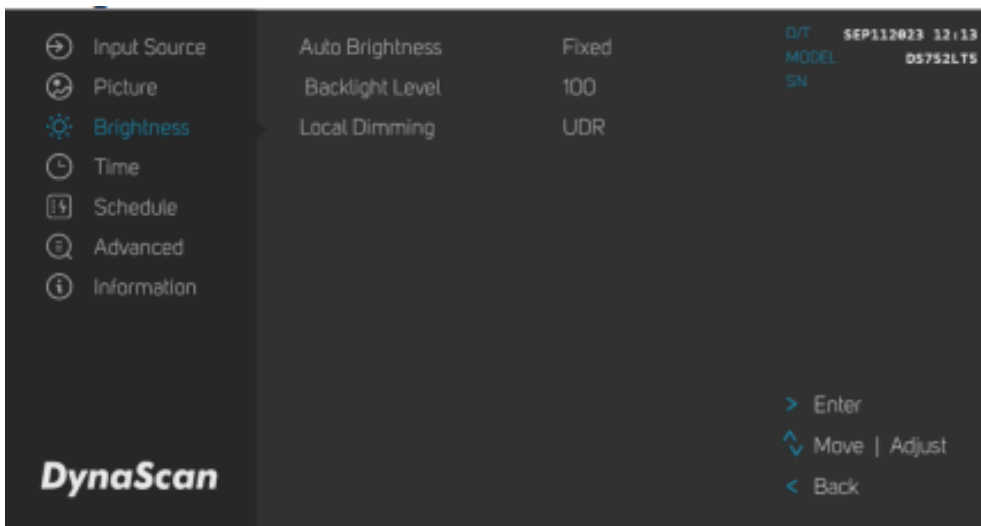 Input Source
Picture
Brightness
Time
Schedule
Advanced
Information
DynaScan
Auto Brightness Fixed
Backlight Level 100
Local Dimming UDR
D/T SEP112023 12:13
MODEL DS752LT5
SN
> Enter
Move | Adjust
< Back